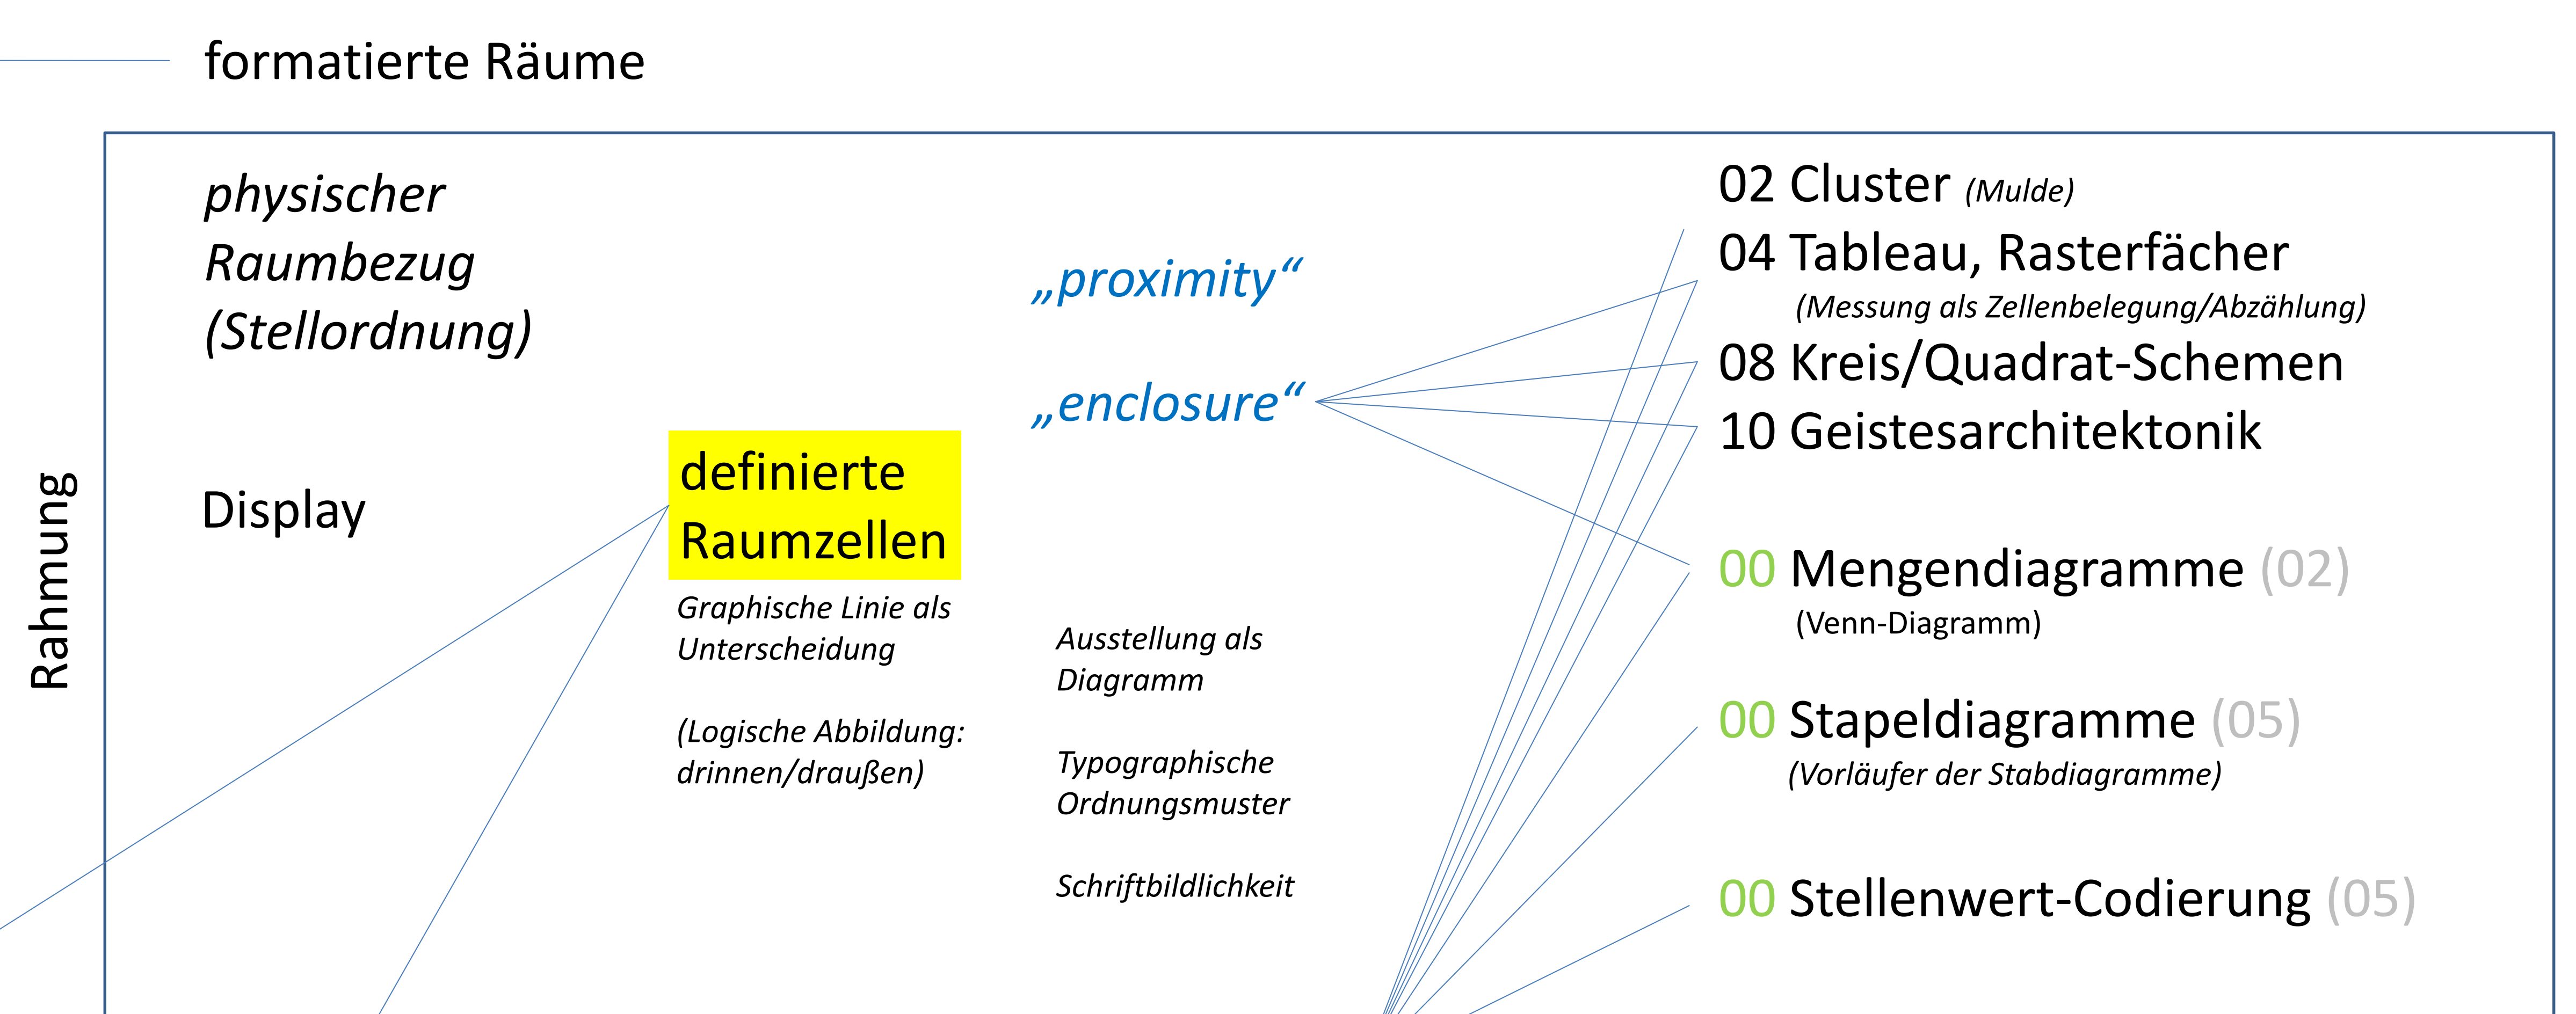 formatierte Räume
Rahmung
physischer
Raumbezug
(Stellordnung)
Display
definierte
Raumzellen
Graphische Linie als
Unterscheidung
(Logische Abbildung:
drinnen/draußen)
„proximity“
„enclosure“
Ausstellung als
Diagramm
Typographische
Ordnungsmuster
Schriftbildlichkeit
02 Cluster (Mulde)
04 Tableau, Rasterfächer
(Messung als Zellenbelegung/Abzählung)
08 Kreis/Quadrat-Schemen
10 Geistesarchitektonik
00 Mengendiagramme (02)
(Venn-Diagramm)
00 Stapeldiagramme (05)
(Vorläufer der Stabdiagramme)
00 Stellenwert-Codierung (05)